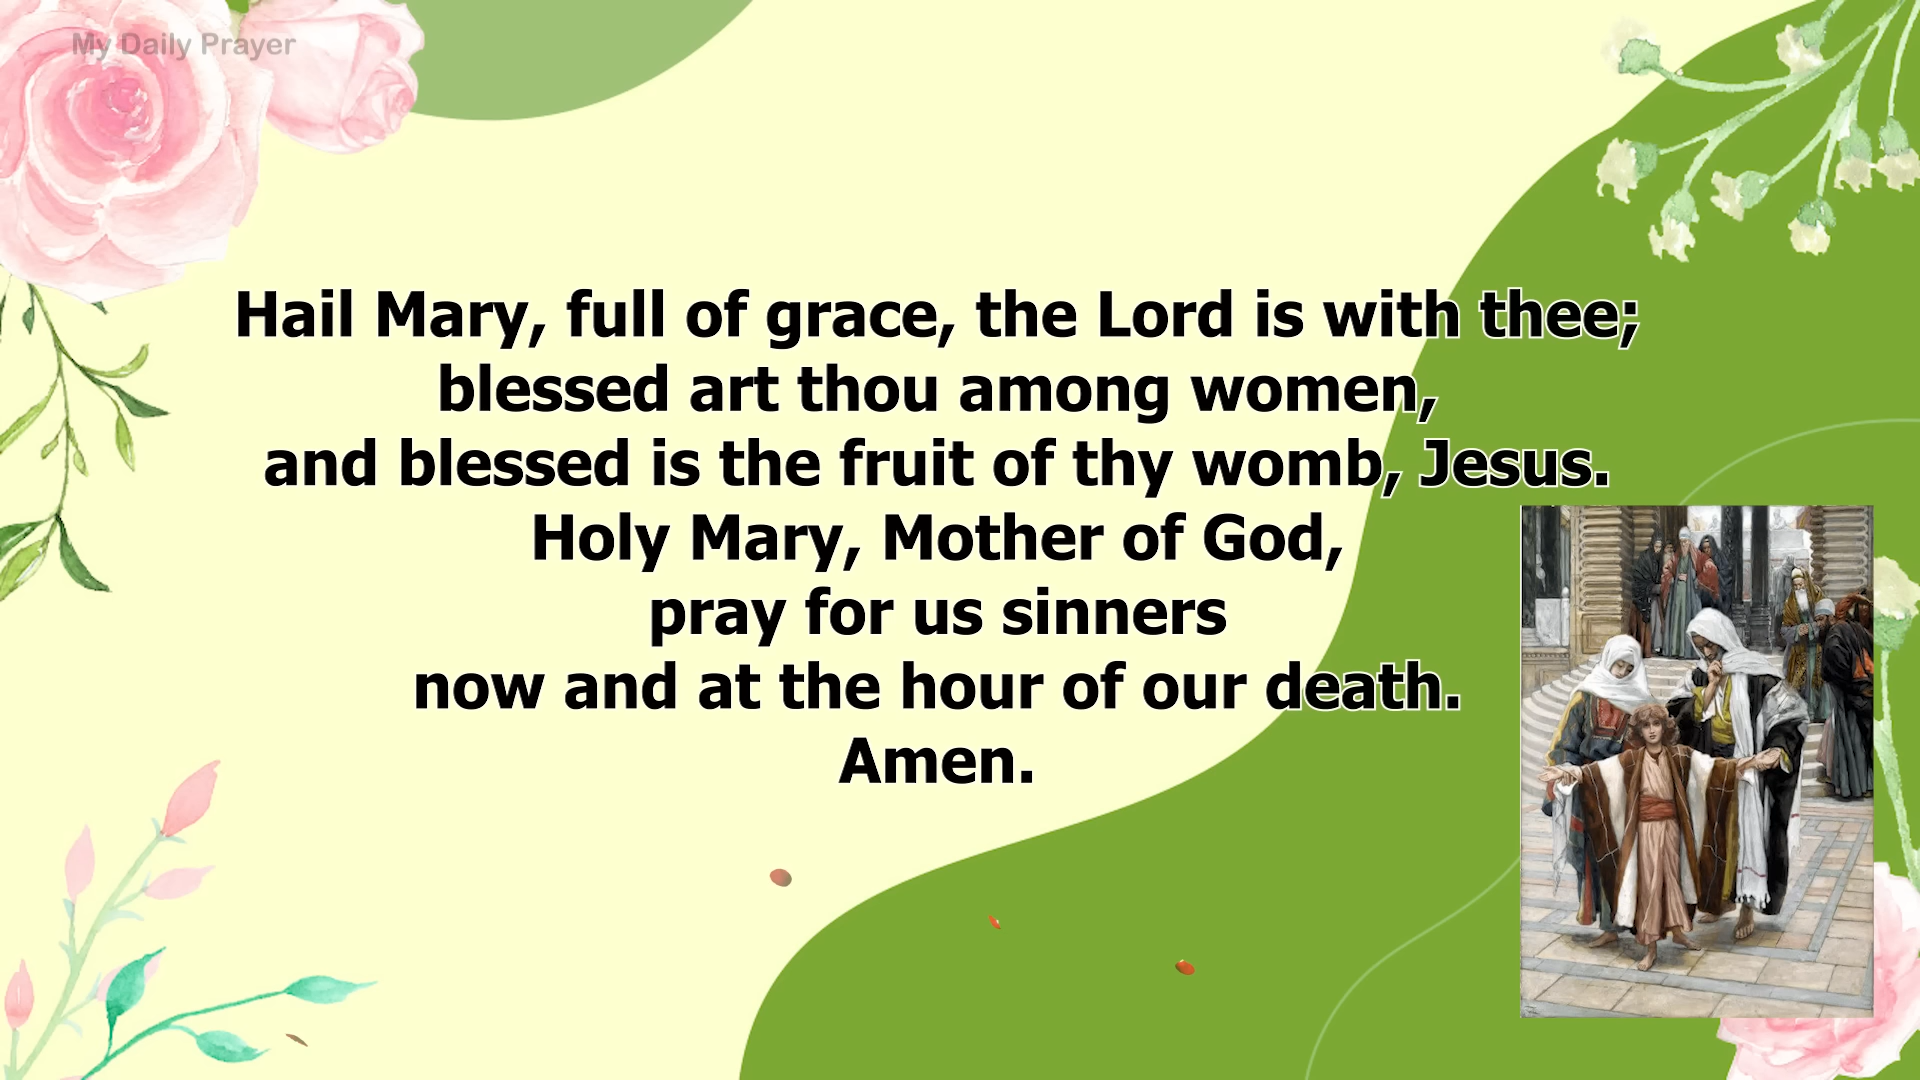 My Daily Prayer
Hail Mary, full of grace, the Lord is with thee;
blessed art thou among women,
and blessed is the fruit of thy womb, Jesus.
Holy Mary, Mother of God,
pray for us sinners
now and at the hour of our death.
Amen.